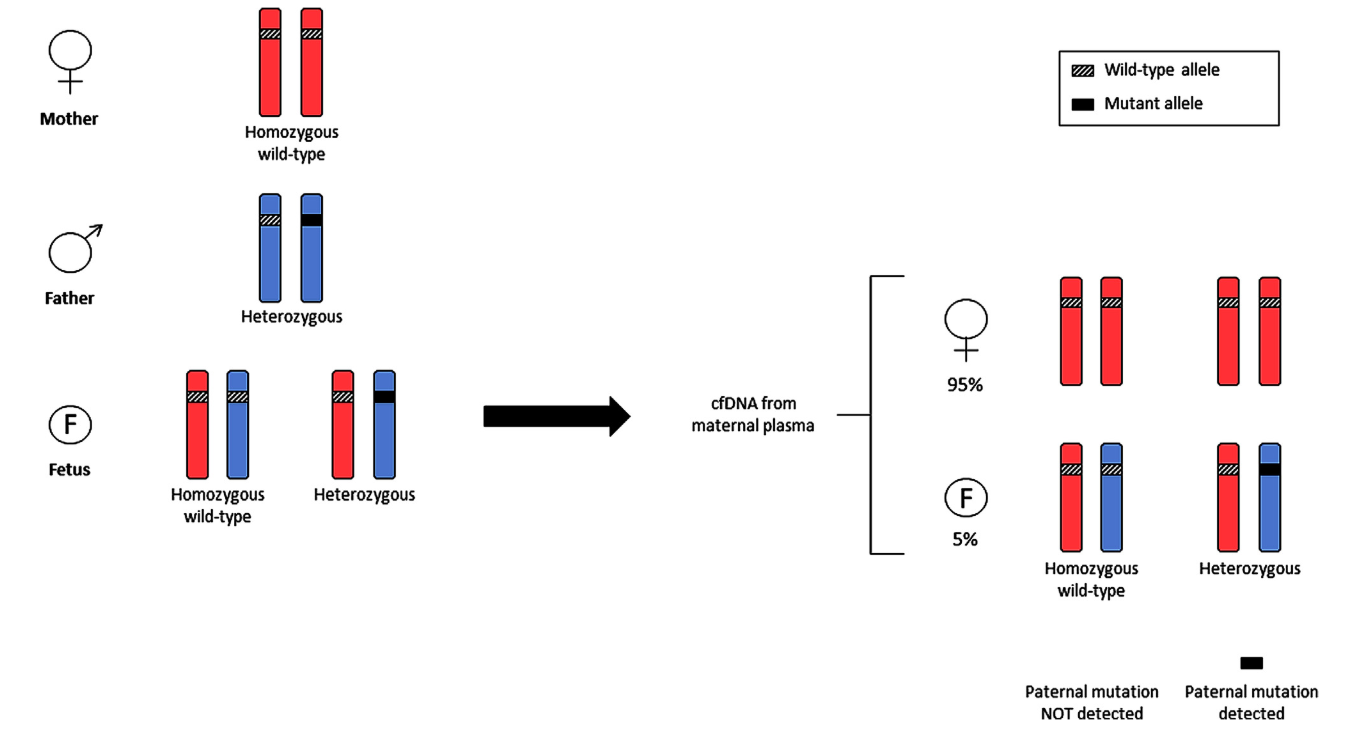 Mother
Homozygous
wild-type
Wild-type allele
Mutant allele
Father
Heterozygous
F
Fetus
Homozygous
wild-type
Heterozygous
cfDNA from
maternal plasma
95%
F
5%
Homozygous
wild-type
Heterozygous
Paternal mutation
NOT detected
Paternal mutation
detected